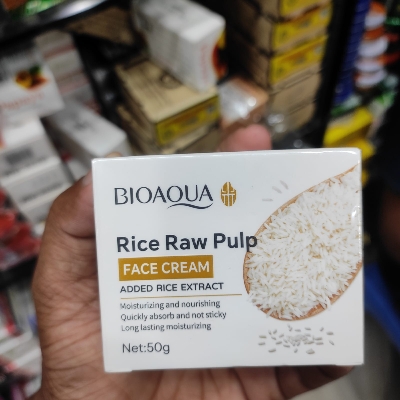 BIOAQUA
Rice Raw Pulp
FACE CREAM
ADDED RICE EXTRACT
Moisturizing and nourishing
Quickly absorb and not sticky
Long lasting moisturizing
Net:50g